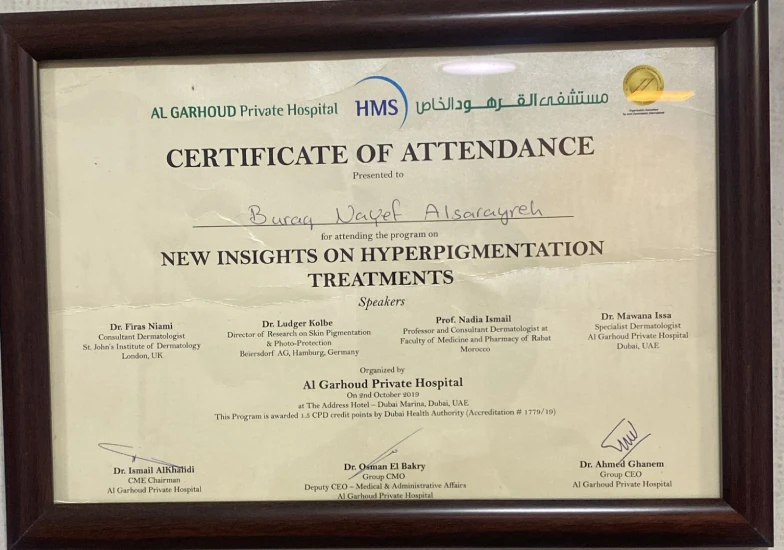 AL GARHOUD Private Hospital HMS مستشفى القرهود الخاص
CERTIFICATE OF ATTENDANCE
Presented to
Buraq Nayef Alsarayreh
for attending the program on
NEW INSIGHTS ON HYPERPIGMENTATION
TREATMENTS
Speakers
Dr. Firas Niami
Consultant Dermatologist
St. John's Institute of Dermatology
London, UK
Dr. Ludger Kolbe
Director of Research on Skin Pigmentation
& Photo-Protection
Beiersdorf AG, Hamburg, Germany
Prof. Nadia Ismail
Professor and Consultant Dermatologist at
Faculty of Medicine and Pharmacy of Rabat
Morocco
Dr. Mawana Issa
Specialist Dermatologist
Al Garhoud Private Hospital
Dubai, UAE
Organized by
Al Garhoud Private Hospital
On 2nd October 2019
at The Address Hotel – Dubai Marina, Dubai, UAE
This Program is awarded 1.5 CPD credit points by Dubai Health Authority (Accreditation # 1779/19)
Dr. Ismail AlKhalidi
CME Chairman
Al Garhoud Private Hospital
Dr. Osman El Bakry
Group CMO
Deputy CEO – Medical & Administrative Affairs
Al Garhoud Private Hospital
Dr. Ahmed Ghanem
Group CEO
Al Garhoud Private Hospital